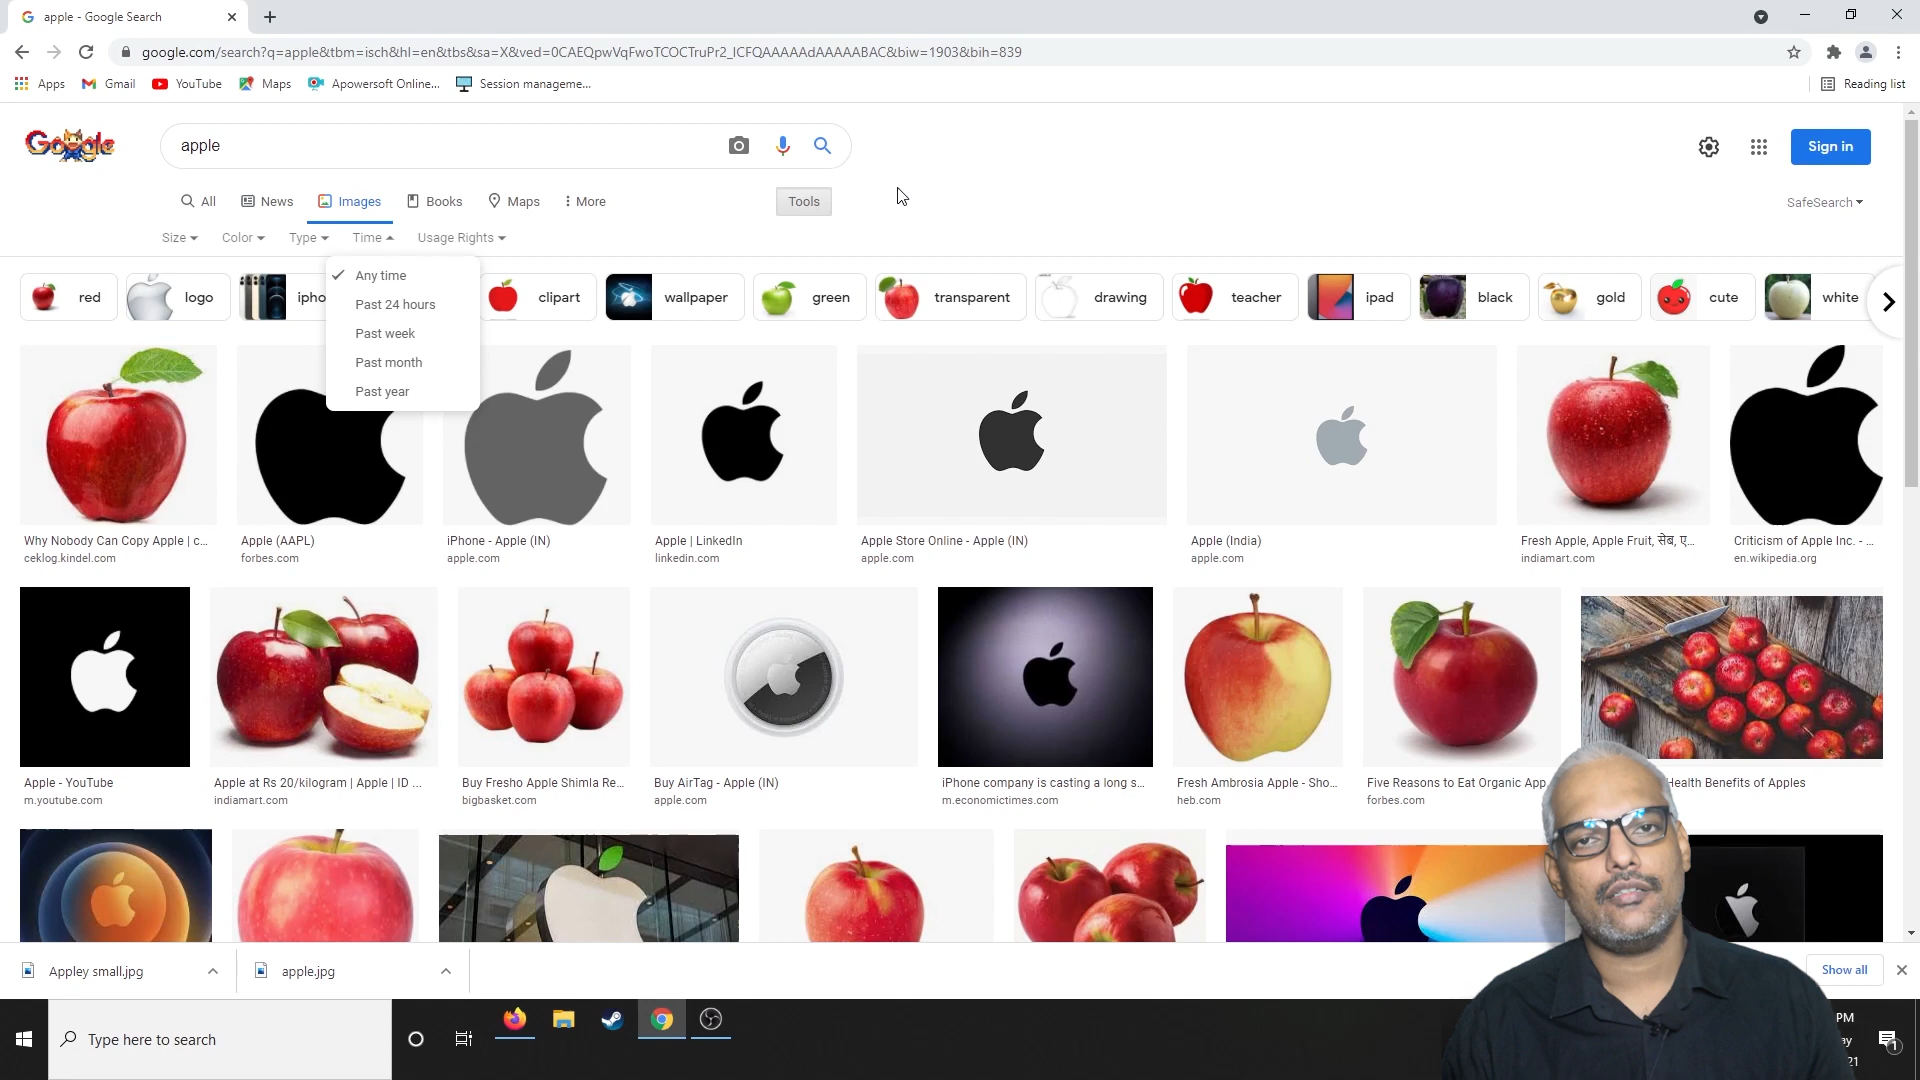 apple - Google Search
google.com/search?q=apple&tbm=isch&hl=en&tbs&sa=X&ved=0CAEQpwVqFwoTCOCTruPr2_ICFQAAAAAdAAAAABAC&biw=1903&bih=839
Apps Gmail YouTube Maps Apowersoft Online... Session manageme... Reading list
Google apple Sign in
All News Images Books Maps More Tools SafeSearch
Size Color Type Time Usage Rights
Any time
Past 24 hours
Past week
Past month
Past year
red logo ipho clipart wallpaper green transparent drawing teacher ipad black gold cute white
Why Nobody Can Copy Apple | c... Apple (AAPL) iPhone - Apple (IN) Apple | LinkedIn Apple Store Online - Apple (IN) Apple (India) Fresh Apple, Apple Fruit, सेब, ए... Criticism of Apple Inc. - ...
ceklog.kindel.com forbes.com apple.com linkedin.com apple.com apple.com indiamart.com en.wikipedia.org
Apple - YouTube Apple at Rs 20/kilogram | Apple | ID ... Buy Fresho Apple Shimla Re... Buy AirTag - Apple (IN) iPhone company is casting a long s... Fresh Ambrosia Apple - Sho... Five Reasons to Eat Organic App... Health Benefits of Apples
m.youtube.com indiamart.com bigbasket.com apple.com m.economictimes.com heb.com forbes.com
Appley small.jpg apple.jpg Show all
Type here to search
PM
ay
21
1